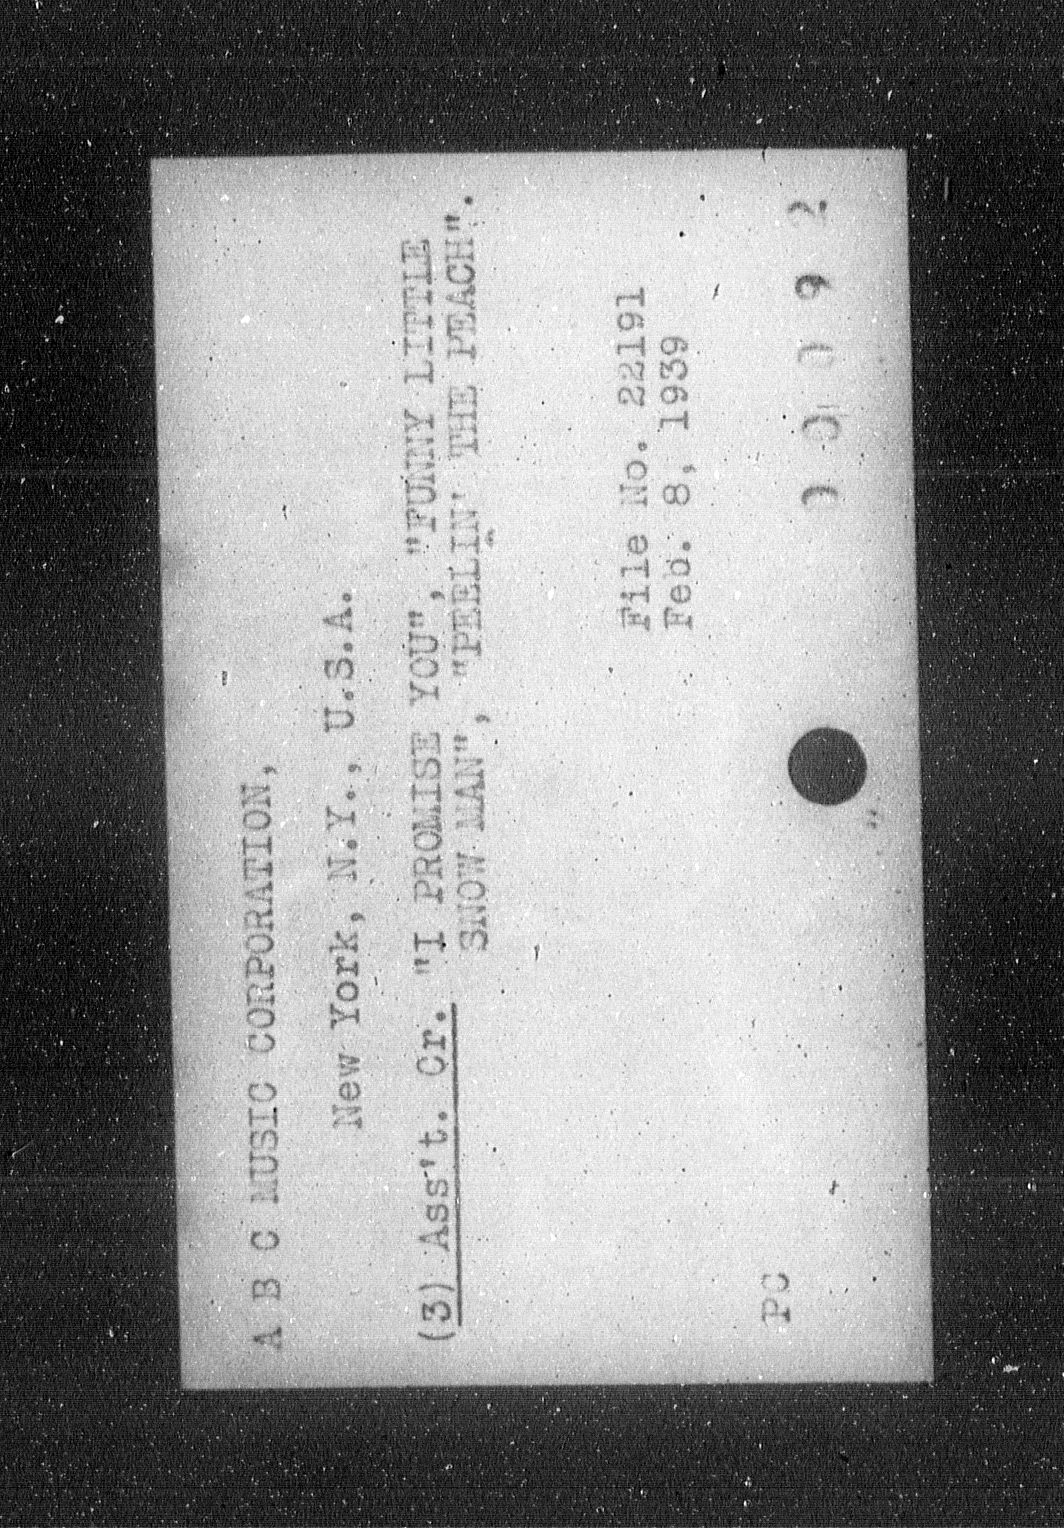 A B C MUSIC CORPORATION,
New York, N.Y., U.S.A.
(3) Ass't. Cr. "I PROMISE YOU", "FUNNY LITTLE
SNOW MAN", "PEELIN' THE PEACH".
File No. 22191
Feb. 8, 1939
PC
00092